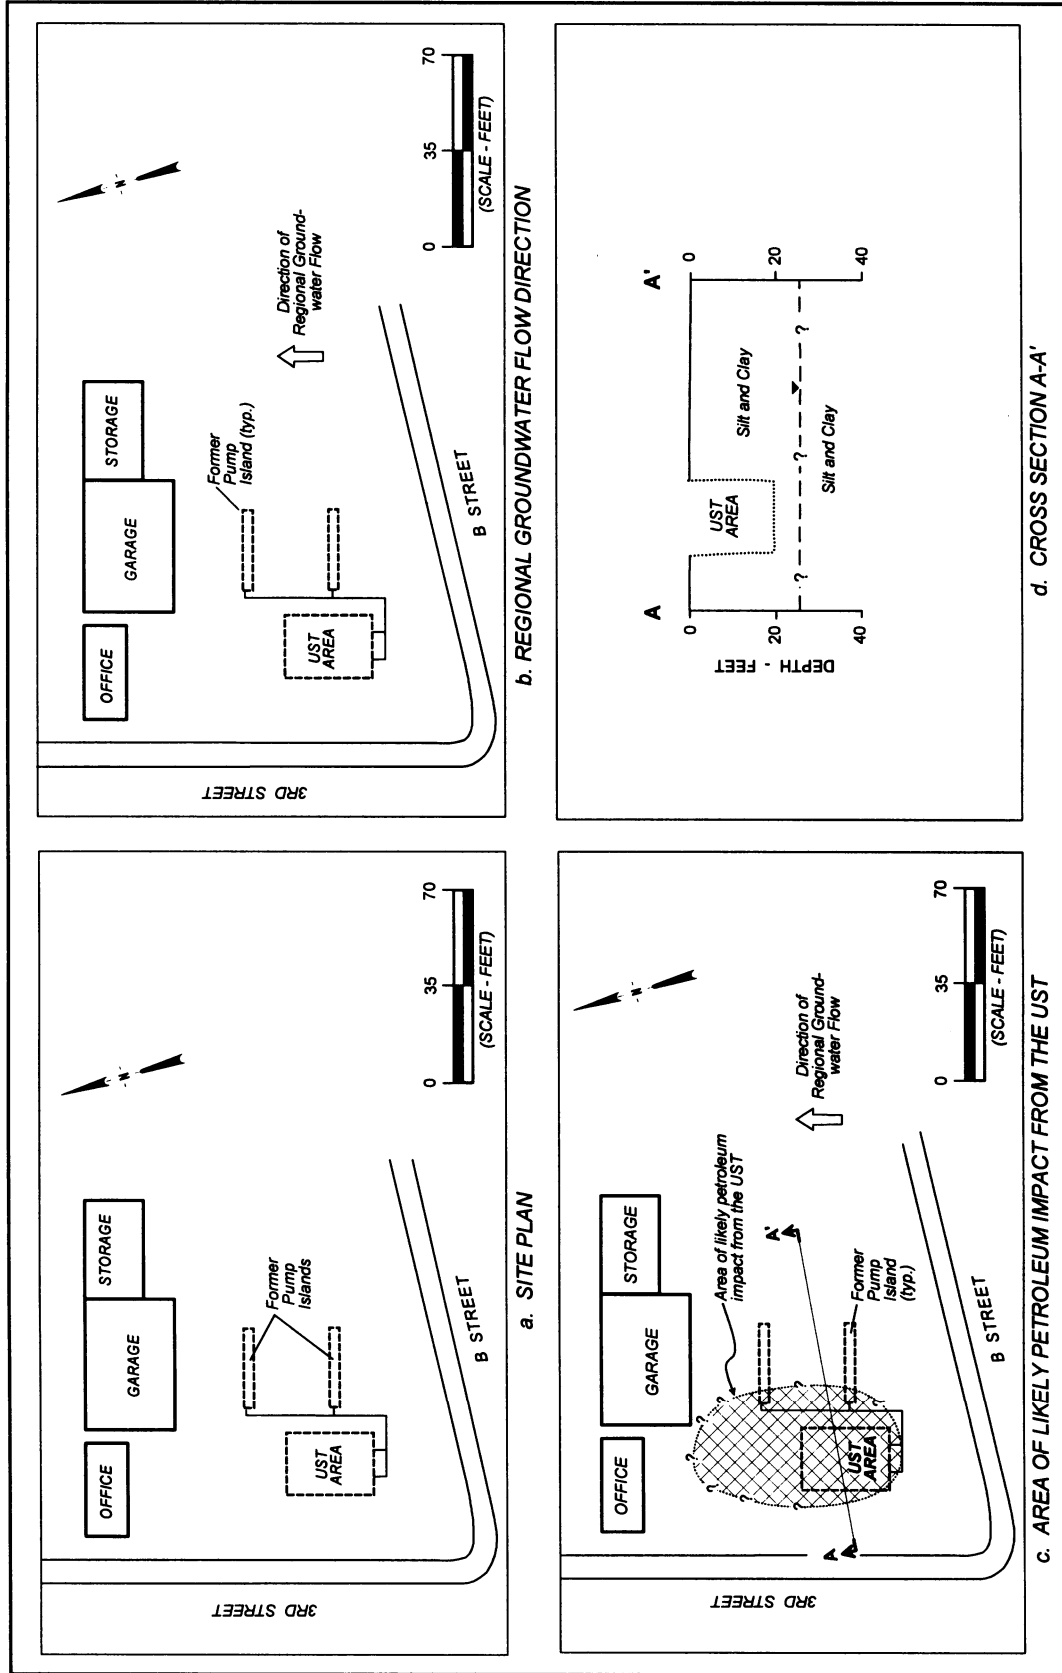 OFFICE
GARAGE
STORAGE
UST
AREA
Former
Pump
Islands
3RD STREET
B STREET
N
0
35
70
(SCALE - FEET)
a. SITE PLAN
OFFICE
GARAGE
STORAGE
UST
AREA
Former
Pump
Island (typ.)
Direction of
Regional Ground-
water Flow
3RD STREET
B STREET
N
0
35
70
(SCALE - FEET)
b. REGIONAL GROUNDWATER FLOW DIRECTION
OFFICE
GARAGE
STORAGE
UST
AREA
Area of likely petroleum
impact from the UST
?
?
?
?
?
?
?
?
A
A'
Former
Pump
Island
(typ.)
Direction of
Regional Ground-
water Flow
3RD STREET
B STREET
N
0
35
70
(SCALE - FEET)
c. AREA OF LIKELY PETROLEUM IMPACT FROM THE UST
A
A'
0
20
40
DEPTH - FEET
UST
AREA
Silt and Clay
?
?
?
Silt and Clay
0
20
40
d. CROSS SECTION A-A'